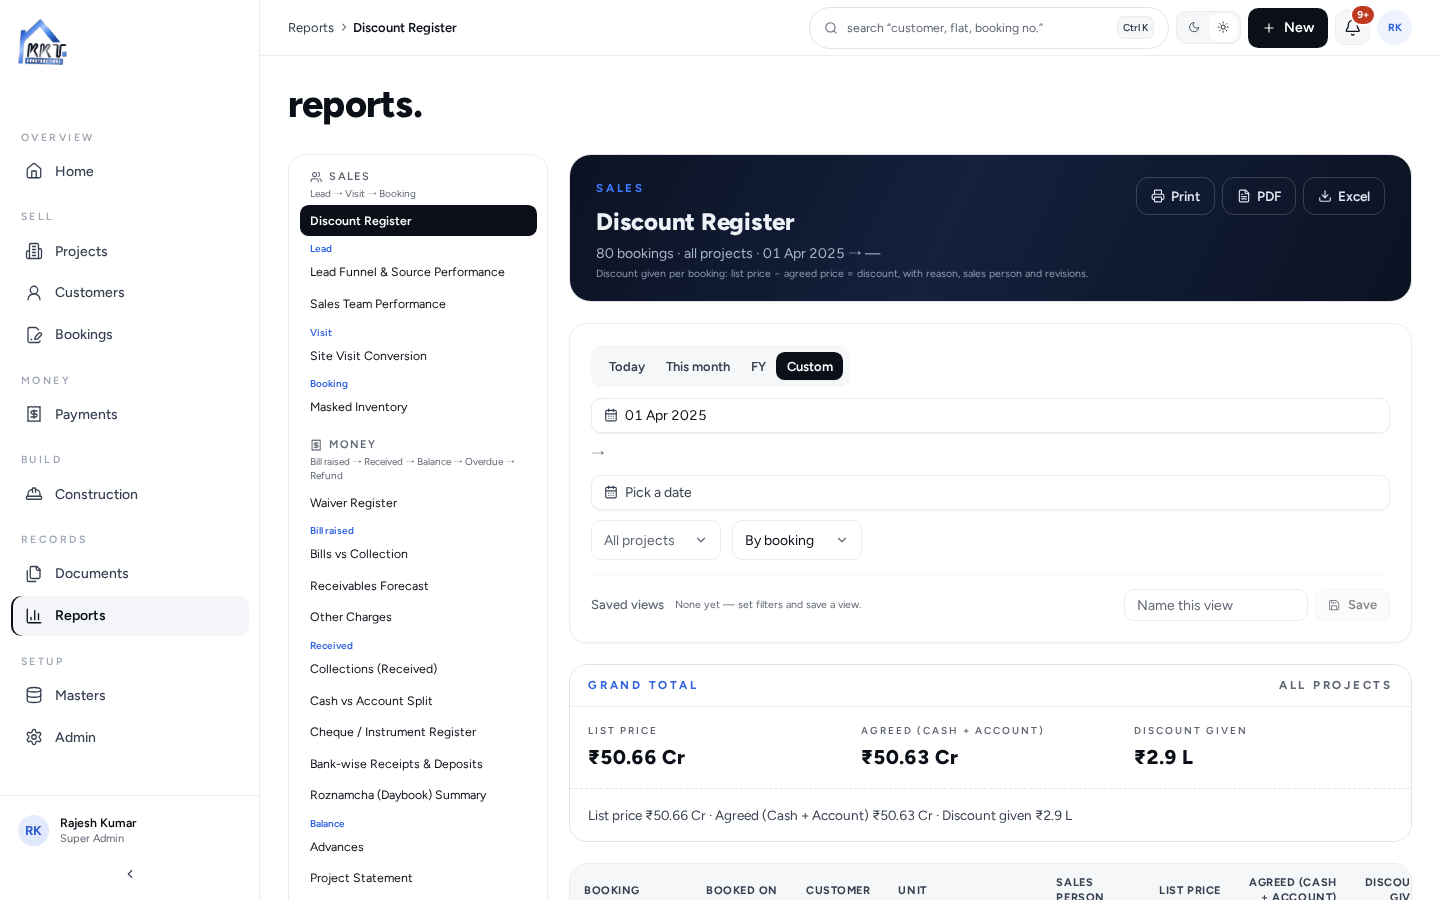 RKT
CONSTRUCTIONS
Reports
Discount Register
search “customer, flat, booking no.”
Ctrl K
New
9+
RK
reports.
OVERVIEW
Home
SELL
Projects
Customers
Bookings
MONEY
Payments
BUILD
Construction
RECORDS
Documents
Reports
SETUP
Masters
Admin
RK
Rajesh Kumar
Super Admin
SALES
Lead → Visit → Booking
Discount Register
Lead
Lead Funnel & Source Performance
Sales Team Performance
Visit
Site Visit Conversion
Booking
Masked Inventory
MONEY
Bill raised → Received → Balance → Overdue →
Refund
Waiver Register
Bill raised
Bills vs Collection
Receivables Forecast
Other Charges
Received
Collections (Received)
Cash vs Account Split
Cheque / Instrument Register
Bank-wise Receipts & Deposits
Roznamcha (Daybook) Summary
Balance
Advances
Project Statement
SALES
Discount Register
80 bookings · all projects · 01 Apr 2025 → —
Discount given per booking: list price − agreed price = discount, with reason, sales person and revisions.
Print
PDF
Excel
Today
This month
FY
Custom
01 Apr 2025
→
Pick a date
All projects
By booking
Saved views
None yet — set filters and save a view.
Name this view
Save
GRAND TOTAL
ALL PROJECTS
LIST PRICE
AGREED (CASH + ACCOUNT)
DISCOUNT GIVEN
₹50.66 Cr
₹50.63 Cr
₹2.9 L
List price ₹50.66 Cr · Agreed (Cash + Account) ₹50.63 Cr · Discount given ₹2.9 L
BOOKING
BOOKED ON
CUSTOMER
UNIT
SALES
PERSON
LIST PRICE
AGREED (CASH
+ ACCOUNT)